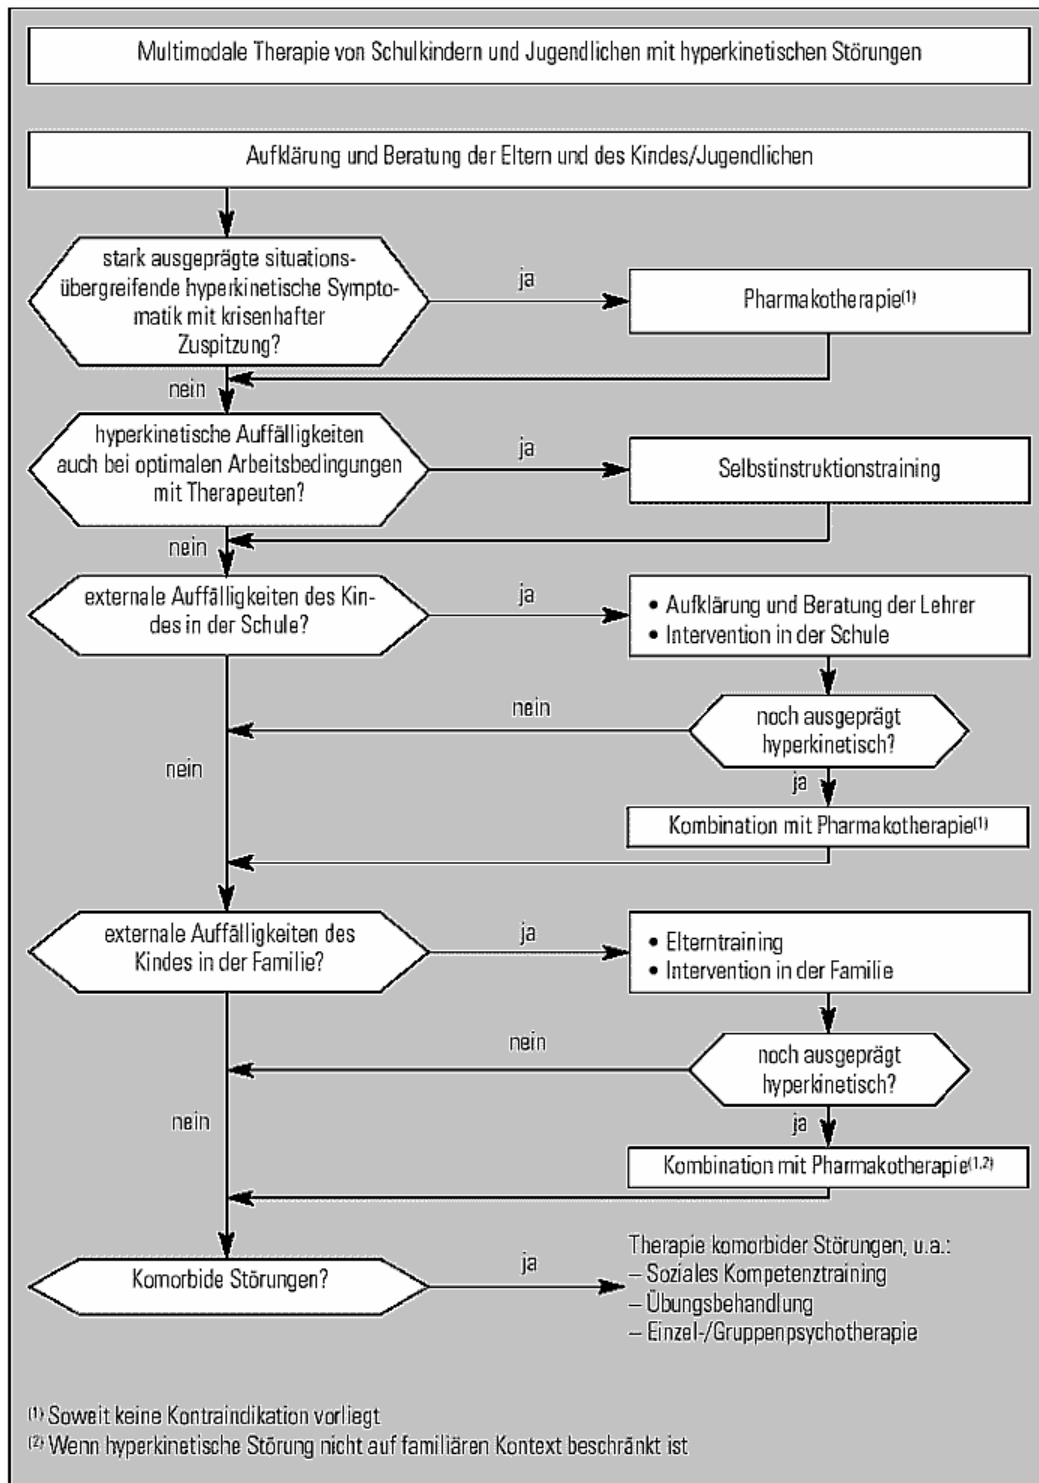 Multimodale Therapie von Schulkindern und Jugendlichen mit hyperkinetischen Störungen
Aufklärung und Beratung der Eltern und des Kindes/Jugendlichen
stark ausgeprägte situations-
übergreifende hyperkinetische Sympto-
matik mit krisenhafter
Zuspitzung?
ja
Pharmakotherapie(1)
nein
hyperkinetische Auffälligkeiten
auch bei optimalen Arbeitsbedingungen
mit Therapeuten?
ja
Selbstinstruktionstraining
nein
externale Auffälligkeiten des Kin-
des in der Schule?
ja
• Aufklärung und Beratung der Lehrer
• Intervention in der Schule
nein
noch ausgeprägt
hyperkinetisch?
nein
ja
Kombination mit Pharmakotherapie(1)
externale Auffälligkeiten des
Kindes in der Familie?
ja
• Elterntraining
• Intervention in der Familie
nein
noch ausgeprägt
hyperkinetisch?
nein
ja
Kombination mit Pharmakotherapie(1,2)
Komorbide Störungen?
ja
Therapie komorbider Störungen, u.a.:
– Soziales Kompetenztraining
– Übungsbehandlung
– Einzel-/Gruppenpsychotherapie
(1) Soweit keine Kontraindikation vorliegt
(2) Wenn hyperkinetische Störung nicht auf familiären Kontext beschränkt ist